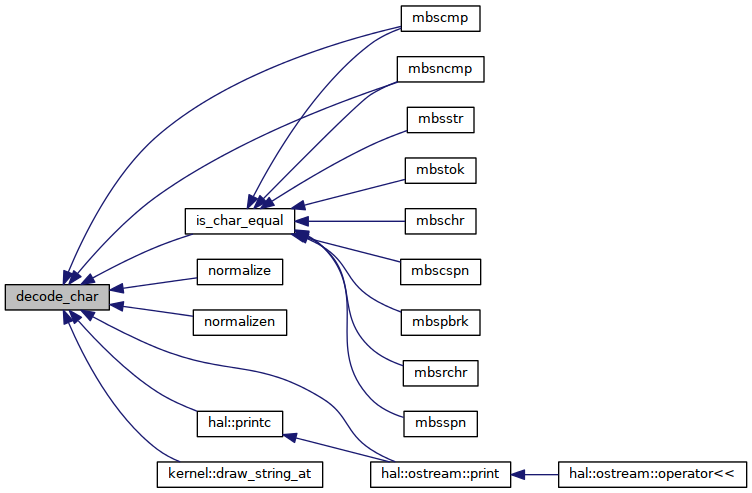 mbscmp
mbsncmp
mbsstr
mbstok
is_char_equal
mbschr
normalize
mbscspn
decode_char
normalizen
mbspbrk
mbsrchr
hal::printc
mbsspn
kernel::draw_string_at
hal::ostream::print
hal::ostream::operator<<